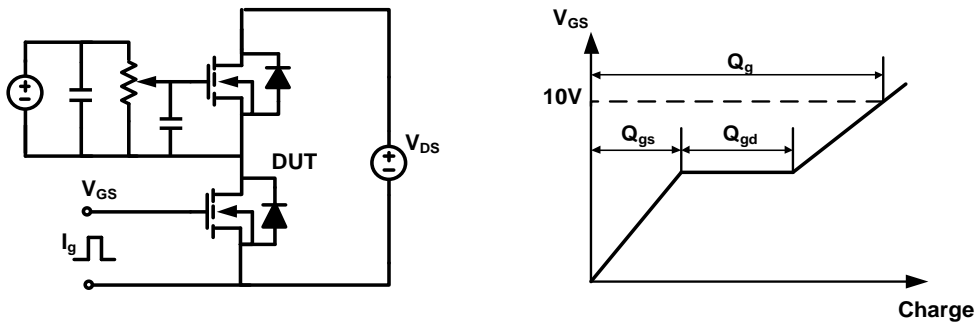 V_GS
I_g
DUT
V_DS
V_GS
10V
Q_g
Q_gs
Q_gd
Charge